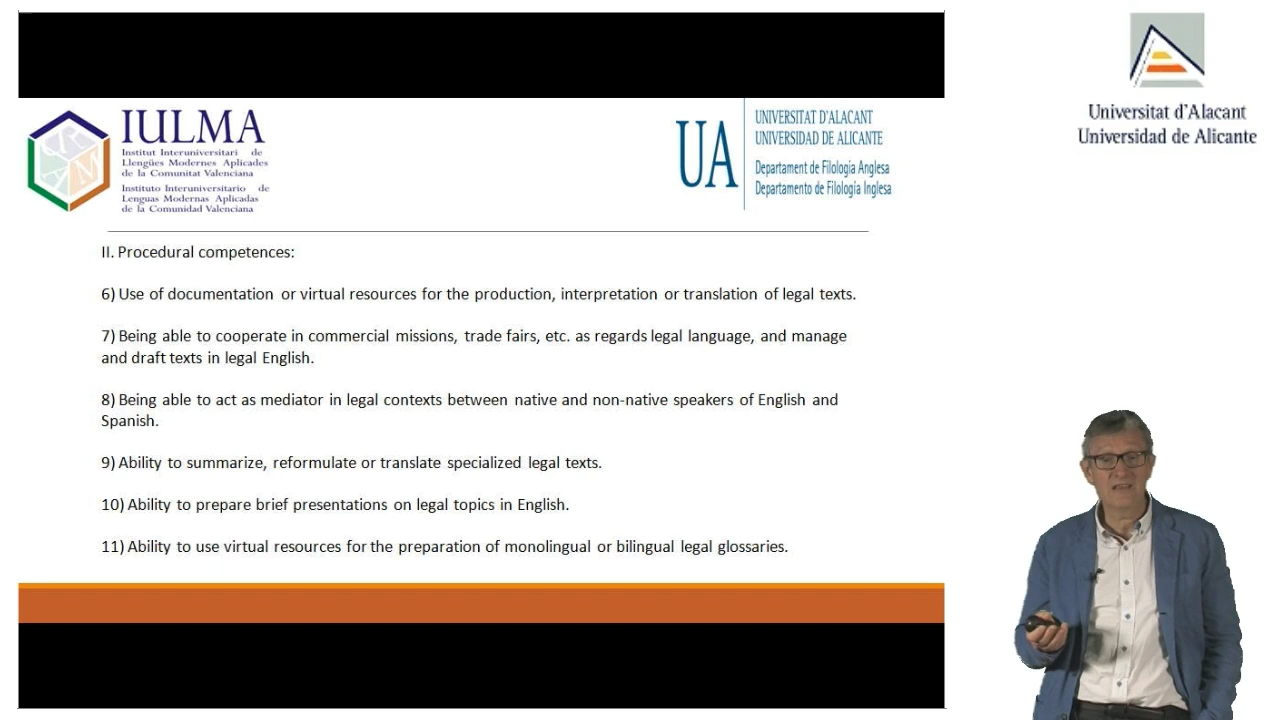 IULMA
Institut Interuniversitari de
Llengües Modernes Aplicades
de la Comunitat Valenciana
Instituto Interuniversitario de
Lenguas Modernas Aplicadas
de la Comunidad Valenciana
UA
UNIVERSITAT D'ALACANT
UNIVERSIDAD DE ALICANTE
Departament de Filologia Anglesa
Departamento de Filología Inglesa
Universitat d'Alacant
Universidad de Alicante
II. Procedural competences:
6) Use of documentation or virtual resources for the production, interpretation or translation of legal texts.
7) Being able to cooperate in commercial missions, trade fairs, etc. as regards legal language, and manage
and draft texts in legal English.
8) Being able to act as mediator in legal contexts between native and non-native speakers of English and
Spanish.
9) Ability to summarize, reformulate or translate specialized legal texts.
10) Ability to prepare brief presentations on legal topics in English.
11) Ability to use virtual resources for the preparation of monolingual or bilingual legal glossaries.